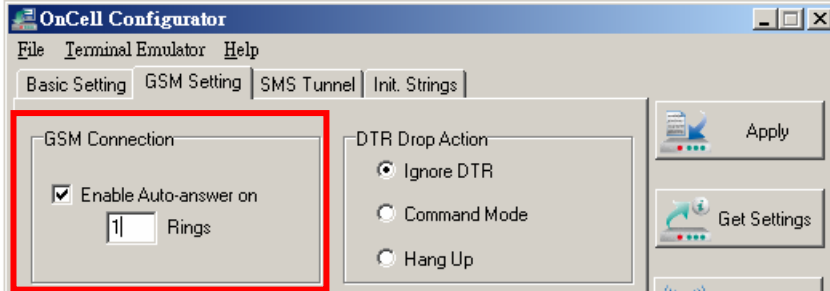 OnCell Configurator
File Terminal Emulator Help
Basic Setting GSM Setting SMS Tunnel Init. Strings
GSM Connection
Enable Auto-answer on
1 Rings
DTR Drop Action
Ignore DTR
Command Mode
Hang Up
Apply
Get Settings